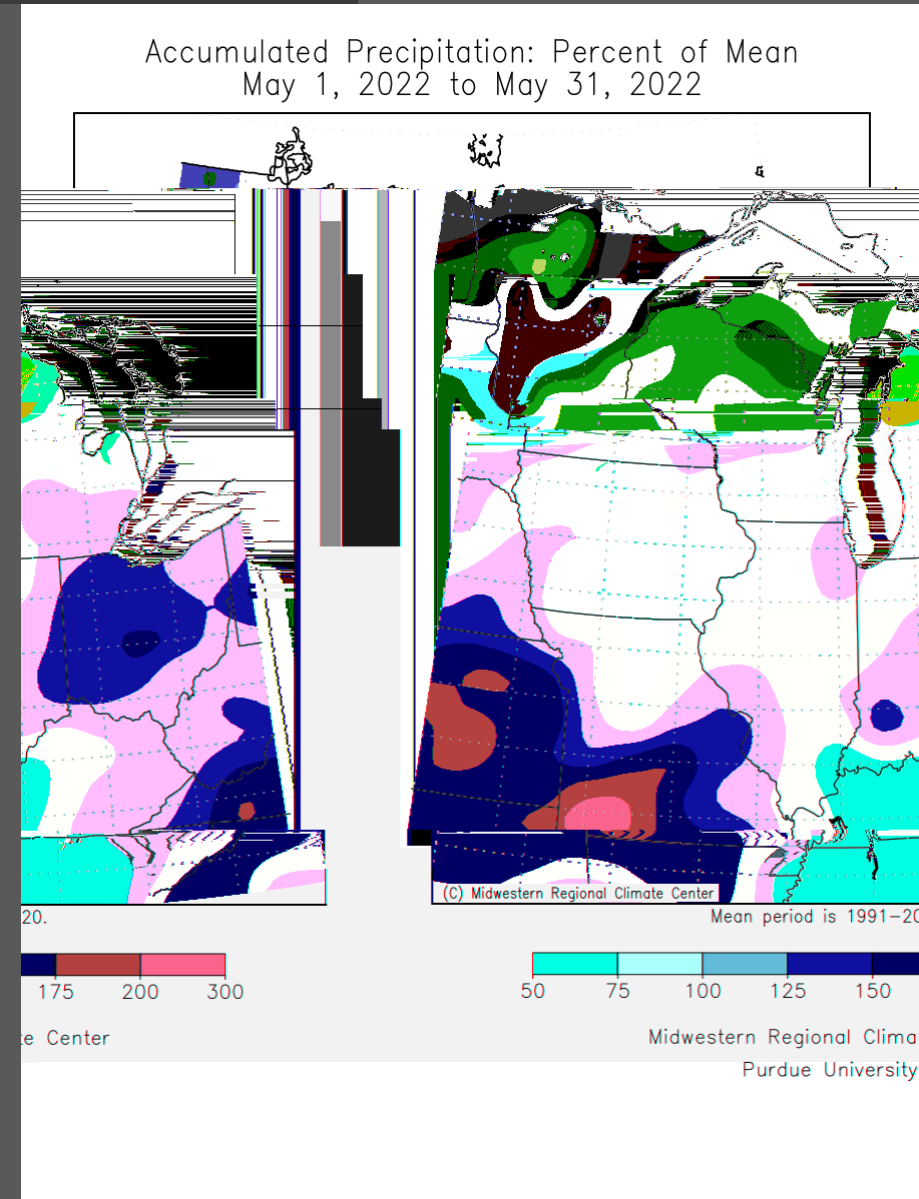 Accumulated Precipitation: Percent of Mean
May 1, 2022 to May 31, 2022
(C) Midwestern Regional Climate Center
20.
Mean period is 1991-20
175 200 300
50 75 100 125 150
te Center
Midwestern Regional Clima
Purdue University